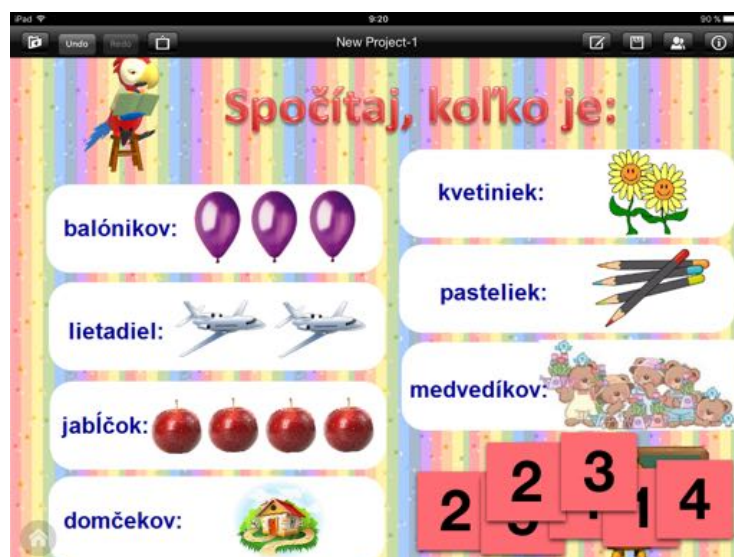 iPad 9:20 90 %
Undo Redo New Project-1
Spočítaj, koľko je:
balónikov:
lietadiel:
jabĺčok:
domčekov:
kvetiniek:
pasteliek:
medvedíkov:
2 2 3 1 4